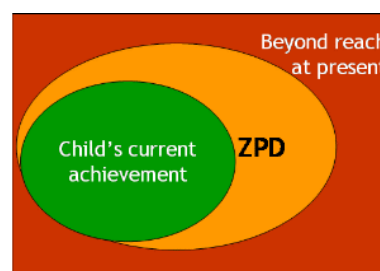 Beyond reach
at present
Child's current
achievement
ZPD